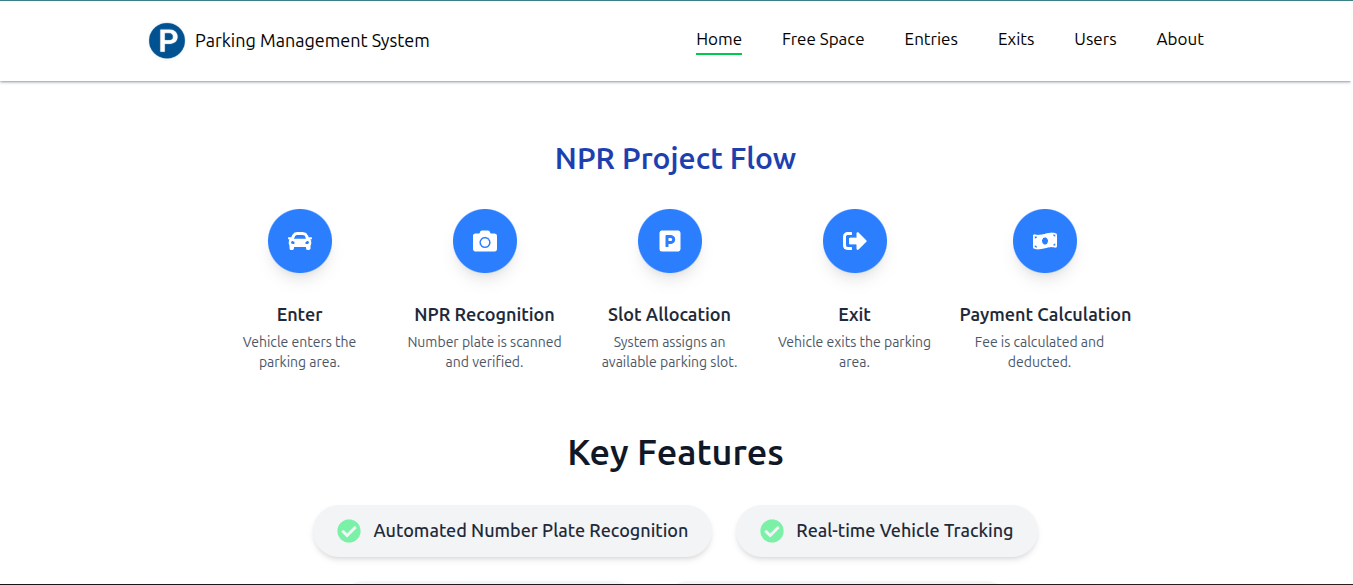 P Parking Management System
Home Free Space Entries Exits Users About
NPR Project Flow
P
Enter
Vehicle enters the
parking area.
NPR Recognition
Number plate is scanned
and verified.
Slot Allocation
System assigns an
available parking slot.
Exit
Vehicle exits the parking
area.
Payment Calculation
Fee is calculated and
deducted.
Key Features
Automated Number Plate Recognition
Real-time Vehicle Tracking